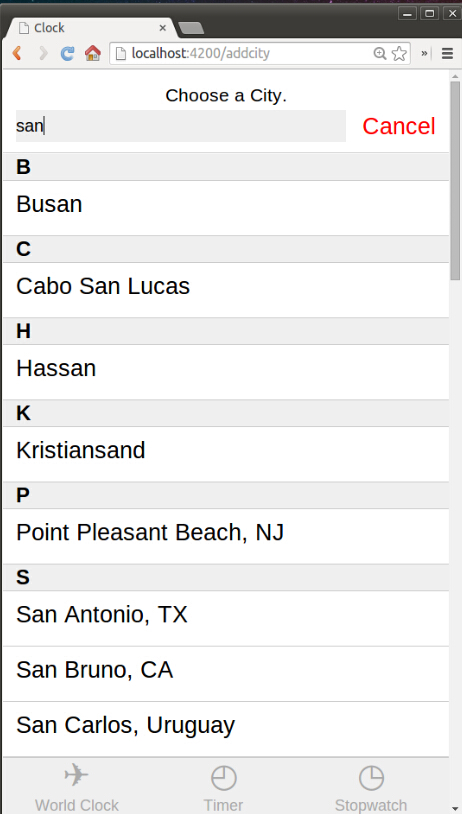 Clock
localhost:4200/addcity
Choose a City.
san
Cancel
B
Busan
C
Cabo San Lucas
H
Hassan
K
Kristiansand
P
Point Pleasant Beach, NJ
S
San Antonio, TX
San Bruno, CA
San Carlos, Uruguay
World Clock Timer Stopwatch